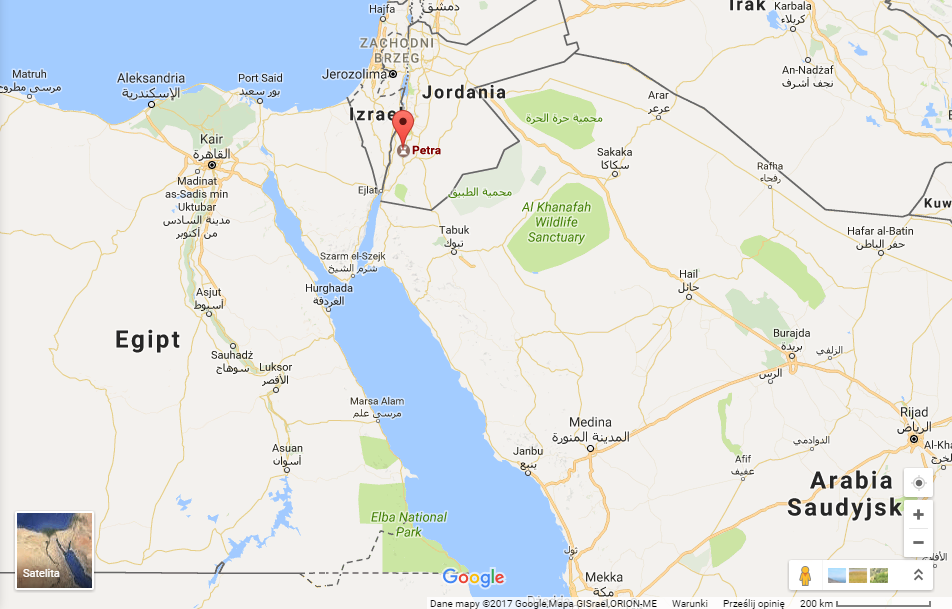 Hajfa
دمشق
Irak
Karbala
كربلاء
ZACHODNI
BRZEG
Matruh
مرسى مطروح
Aleksandria
الإسكندرية
Port Said
بور سعيد
Jerozolima
An-Nadżaf
نجف أشرف
Jordania
Izrael
Arar
عرعر
محمية حرة الحرة
Kair
القاهرة
Petra
Sakaka
سكاكا
Rafha
رفحاء
Madinat
as-Sadis min
Uktubar
مدينة السادس
من أكتوبر
Ejlat
محمية الطبيق
Kuw
Al Khanafah
Wildlife
Sanctuary
Tabuk
تبوك
Hafar al-Batin
حفر الباطن
Szarm el-Szejk
شرم الشيخ
Hurghada
الغردقة
Hail
حائل
Asjut
أسيوط
Egipt
Burajda
بريدة
الزلفي
Sauhadż
سوهاج
Luksor
الأقصر
الرس
Marsa Alam
مرسى علم
Medina
المدينة المنورة
Rijad
الرياض
Asuan
أسوان
Janbu
ينبع
الدوادمي
Al-Kha
الخرج
Afif
عفيف
Arabia
Saudyjsk
Elba National
Park
ثول
Satelita
Google
Mekka
مكة
Dane mapy ©2017 Google,Mapa GISrael,ORION-ME Warunki Prześlij opinię 200 km